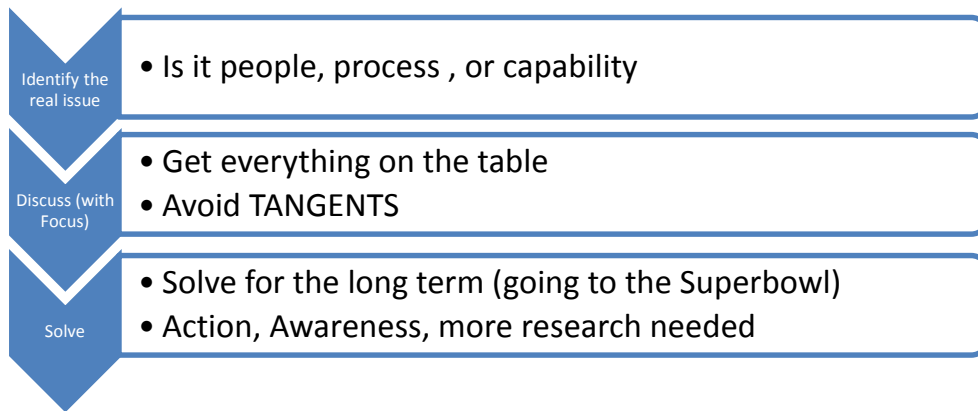 Identify the
real issue
• Is it people, process , or capability
Discuss (with
Focus)
• Get everything on the table
• Avoid TANGENTS
Solve
• Solve for the long term (going to the Superbowl)
• Action, Awareness, more research needed